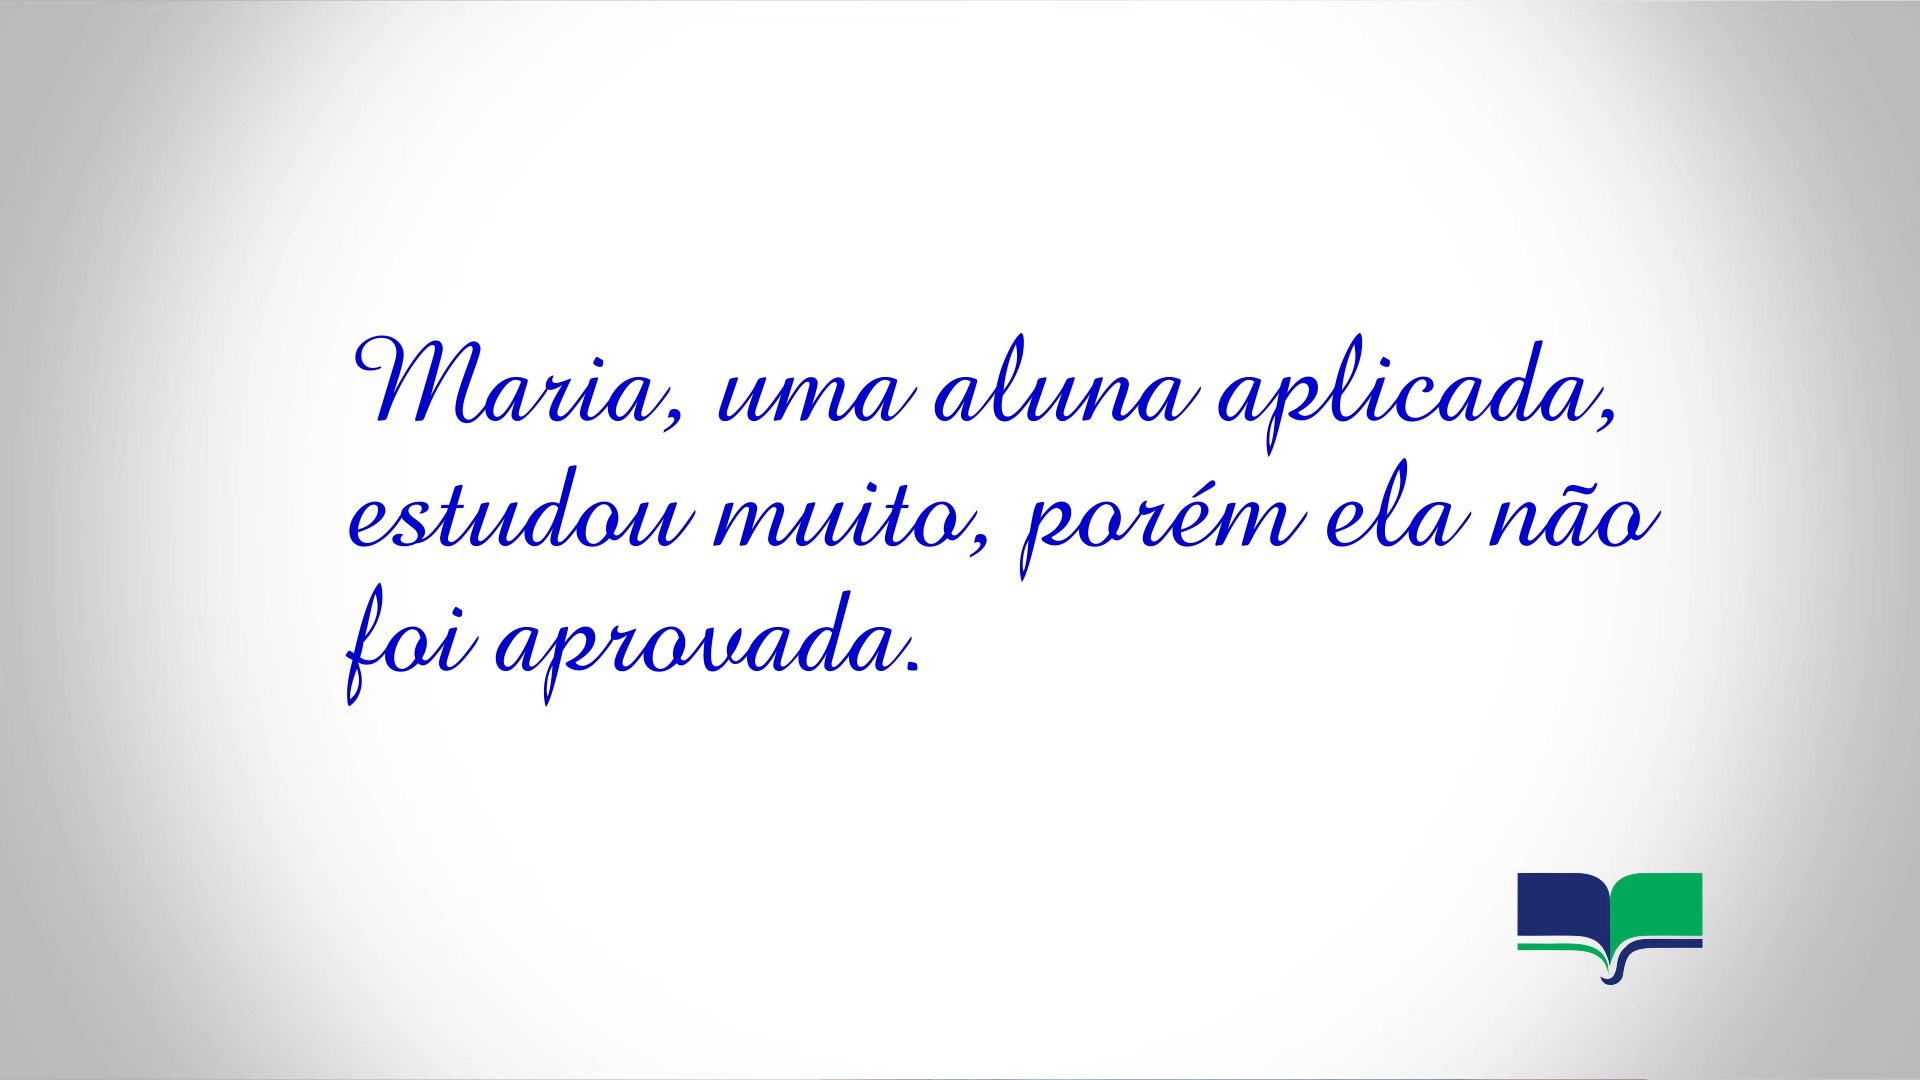 Maria, uma aluna aplicada,
estudou muito, porém ela não
foi aprovada.